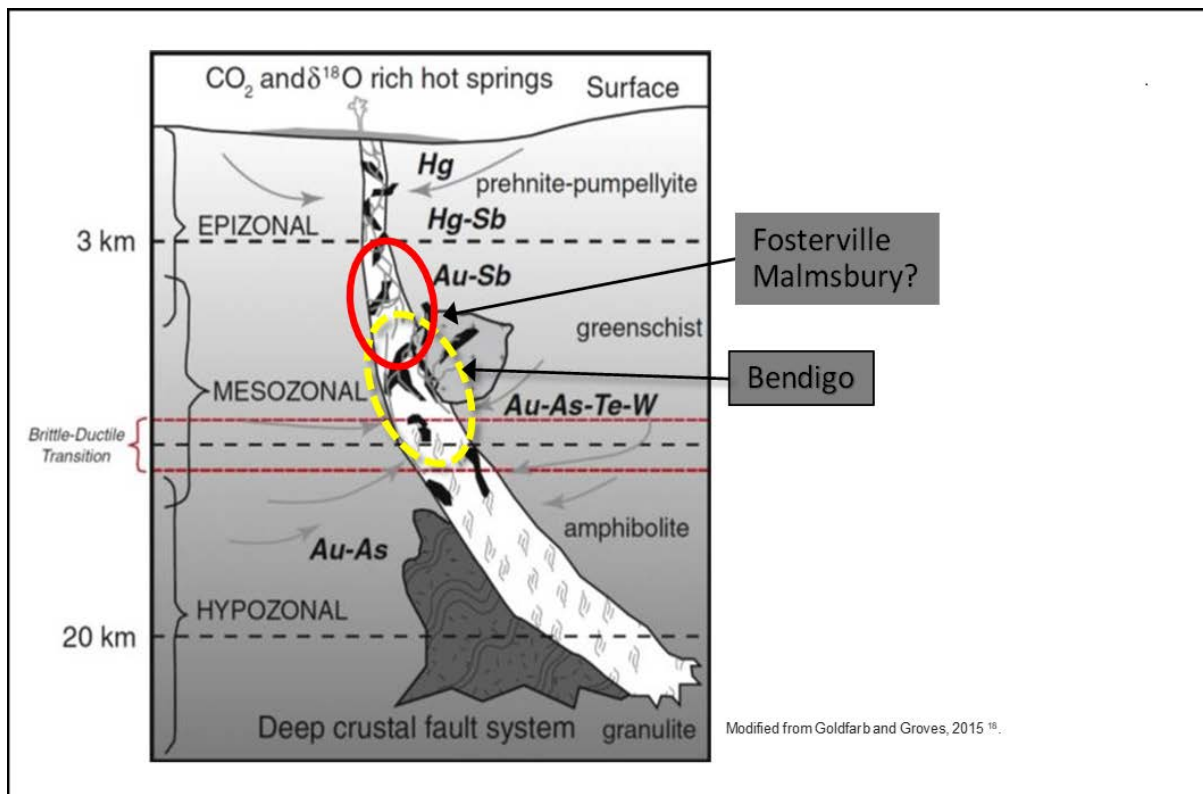 CO₂ and δ¹⁸O rich hot springs
Surface
Hg
prehnite-pumpellyite
EPIZONAL
Hg-Sb
3 km
Au-Sb
Fosterville
Malmsbury?
greenschist
Bendigo
MESOZONAL
Au-As-Te-W
Brittle-Ductile
Transition
amphibolite
Au-As
HYPOZONAL
20 km
Deep crustal fault system
granulite
Modified from Goldfarb and Groves, 2015 ¹⁸.